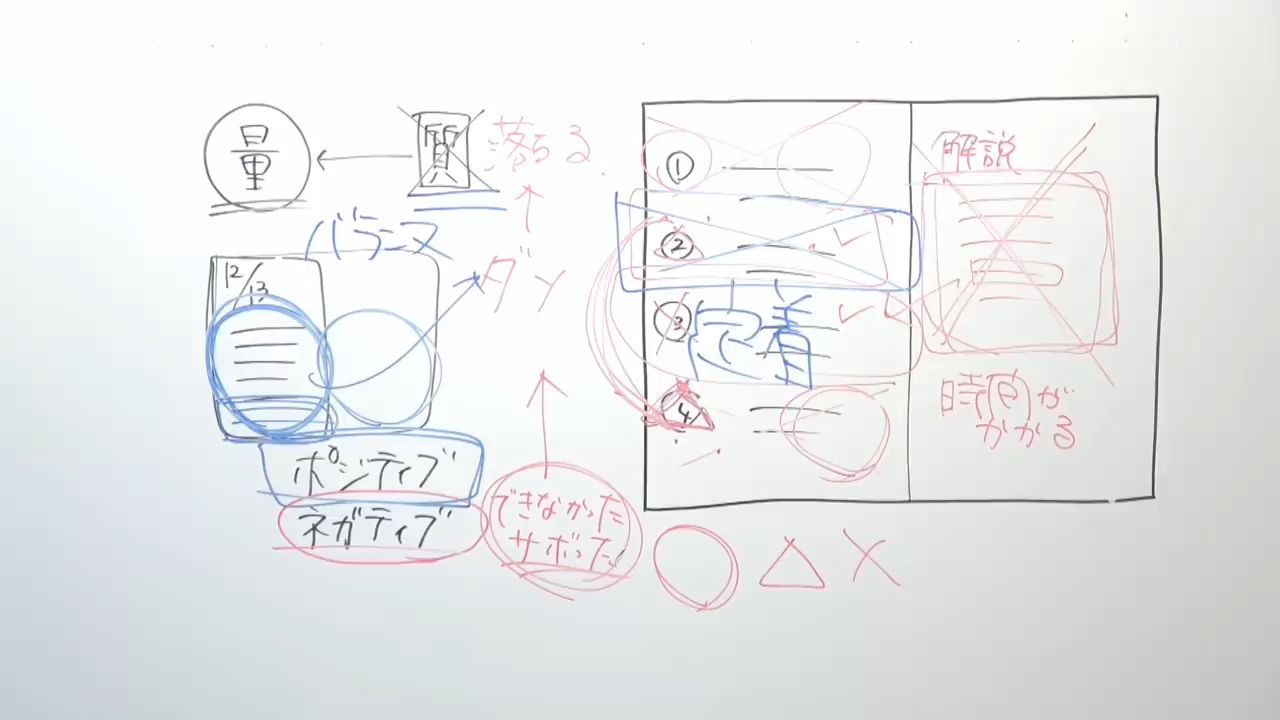 量
質
落ちる
バランス
ダメ
12/13
ポジティブ
ネガティブ
できなかった
サボった
①
②
③
④
定着
解説
時間が
かかる